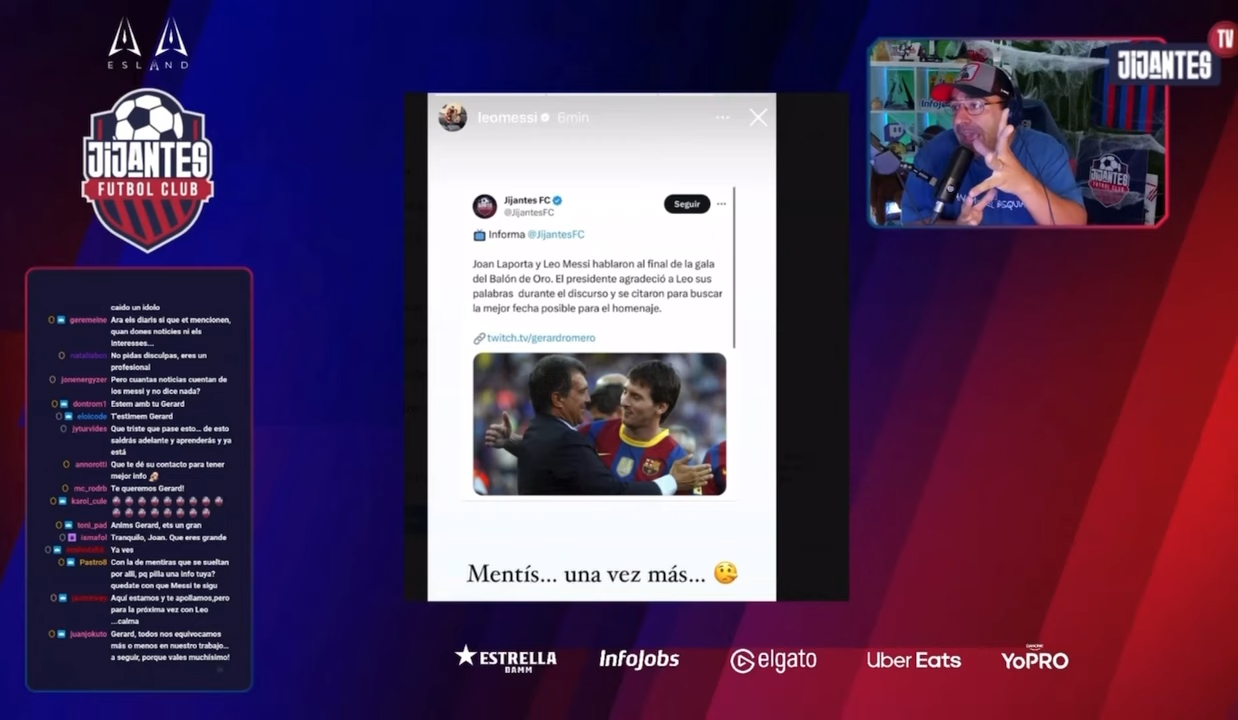 ESLAND
JIJANTES
FUTBOL CLUB
caido un idolo
geremeine Ara els diaris si que et mencionen,
quan dones noticies ni els
interesses...
No pidas disculpas, eres un
profesional
jonenergyzer Pero cuantas noticias cuentan de
los messi y no dice nada?
dontrom1 Estem amb tu Gerard
eloicode T'estimem Gerard
jyturvides Que triste que pase esto... de esto
saldrás adelante y aprenderás y ya
está
annorotti Que te dé su contacto para tener
mejor info 🤷
mc_rodrb Te queremos Gerard!
karol_cule
toni_pad Anims Gerard, ets un gran
ismafol Tranquilo, Joan. Que eres grande
Ya ves
Pastro8 Con la de mentiras que se sueltan
por alli, pq pilla una info tuya?
quedate con que Messi te sigu
Aquí estamos y te apollamos,pero
para la próxima vez con Leo
...calma
juanjokuto Gerard, todos nos equivocamos
más o menos en nuestro trabajo...
a seguir, porque vales muchísimo!
leomessi 6min
Jijantes FC
@JijantesFC
Seguir
📺 Informa @JijantesFC
Joan Laporta y Leo Messi hablaron al final de la gala
del Balón de Oro. El presidente agradeció a Leo sus
palabras durante el discurso y se citaron para buscar
la mejor fecha posible para el homenaje.
🔗twitch.tv/gerardromero
Mentís... una vez más... 🤥
JIJANTES
TV
ESTRELLA
DAMM
InfoJobs
elgato
Uber Eats
DANONE
YoPRO